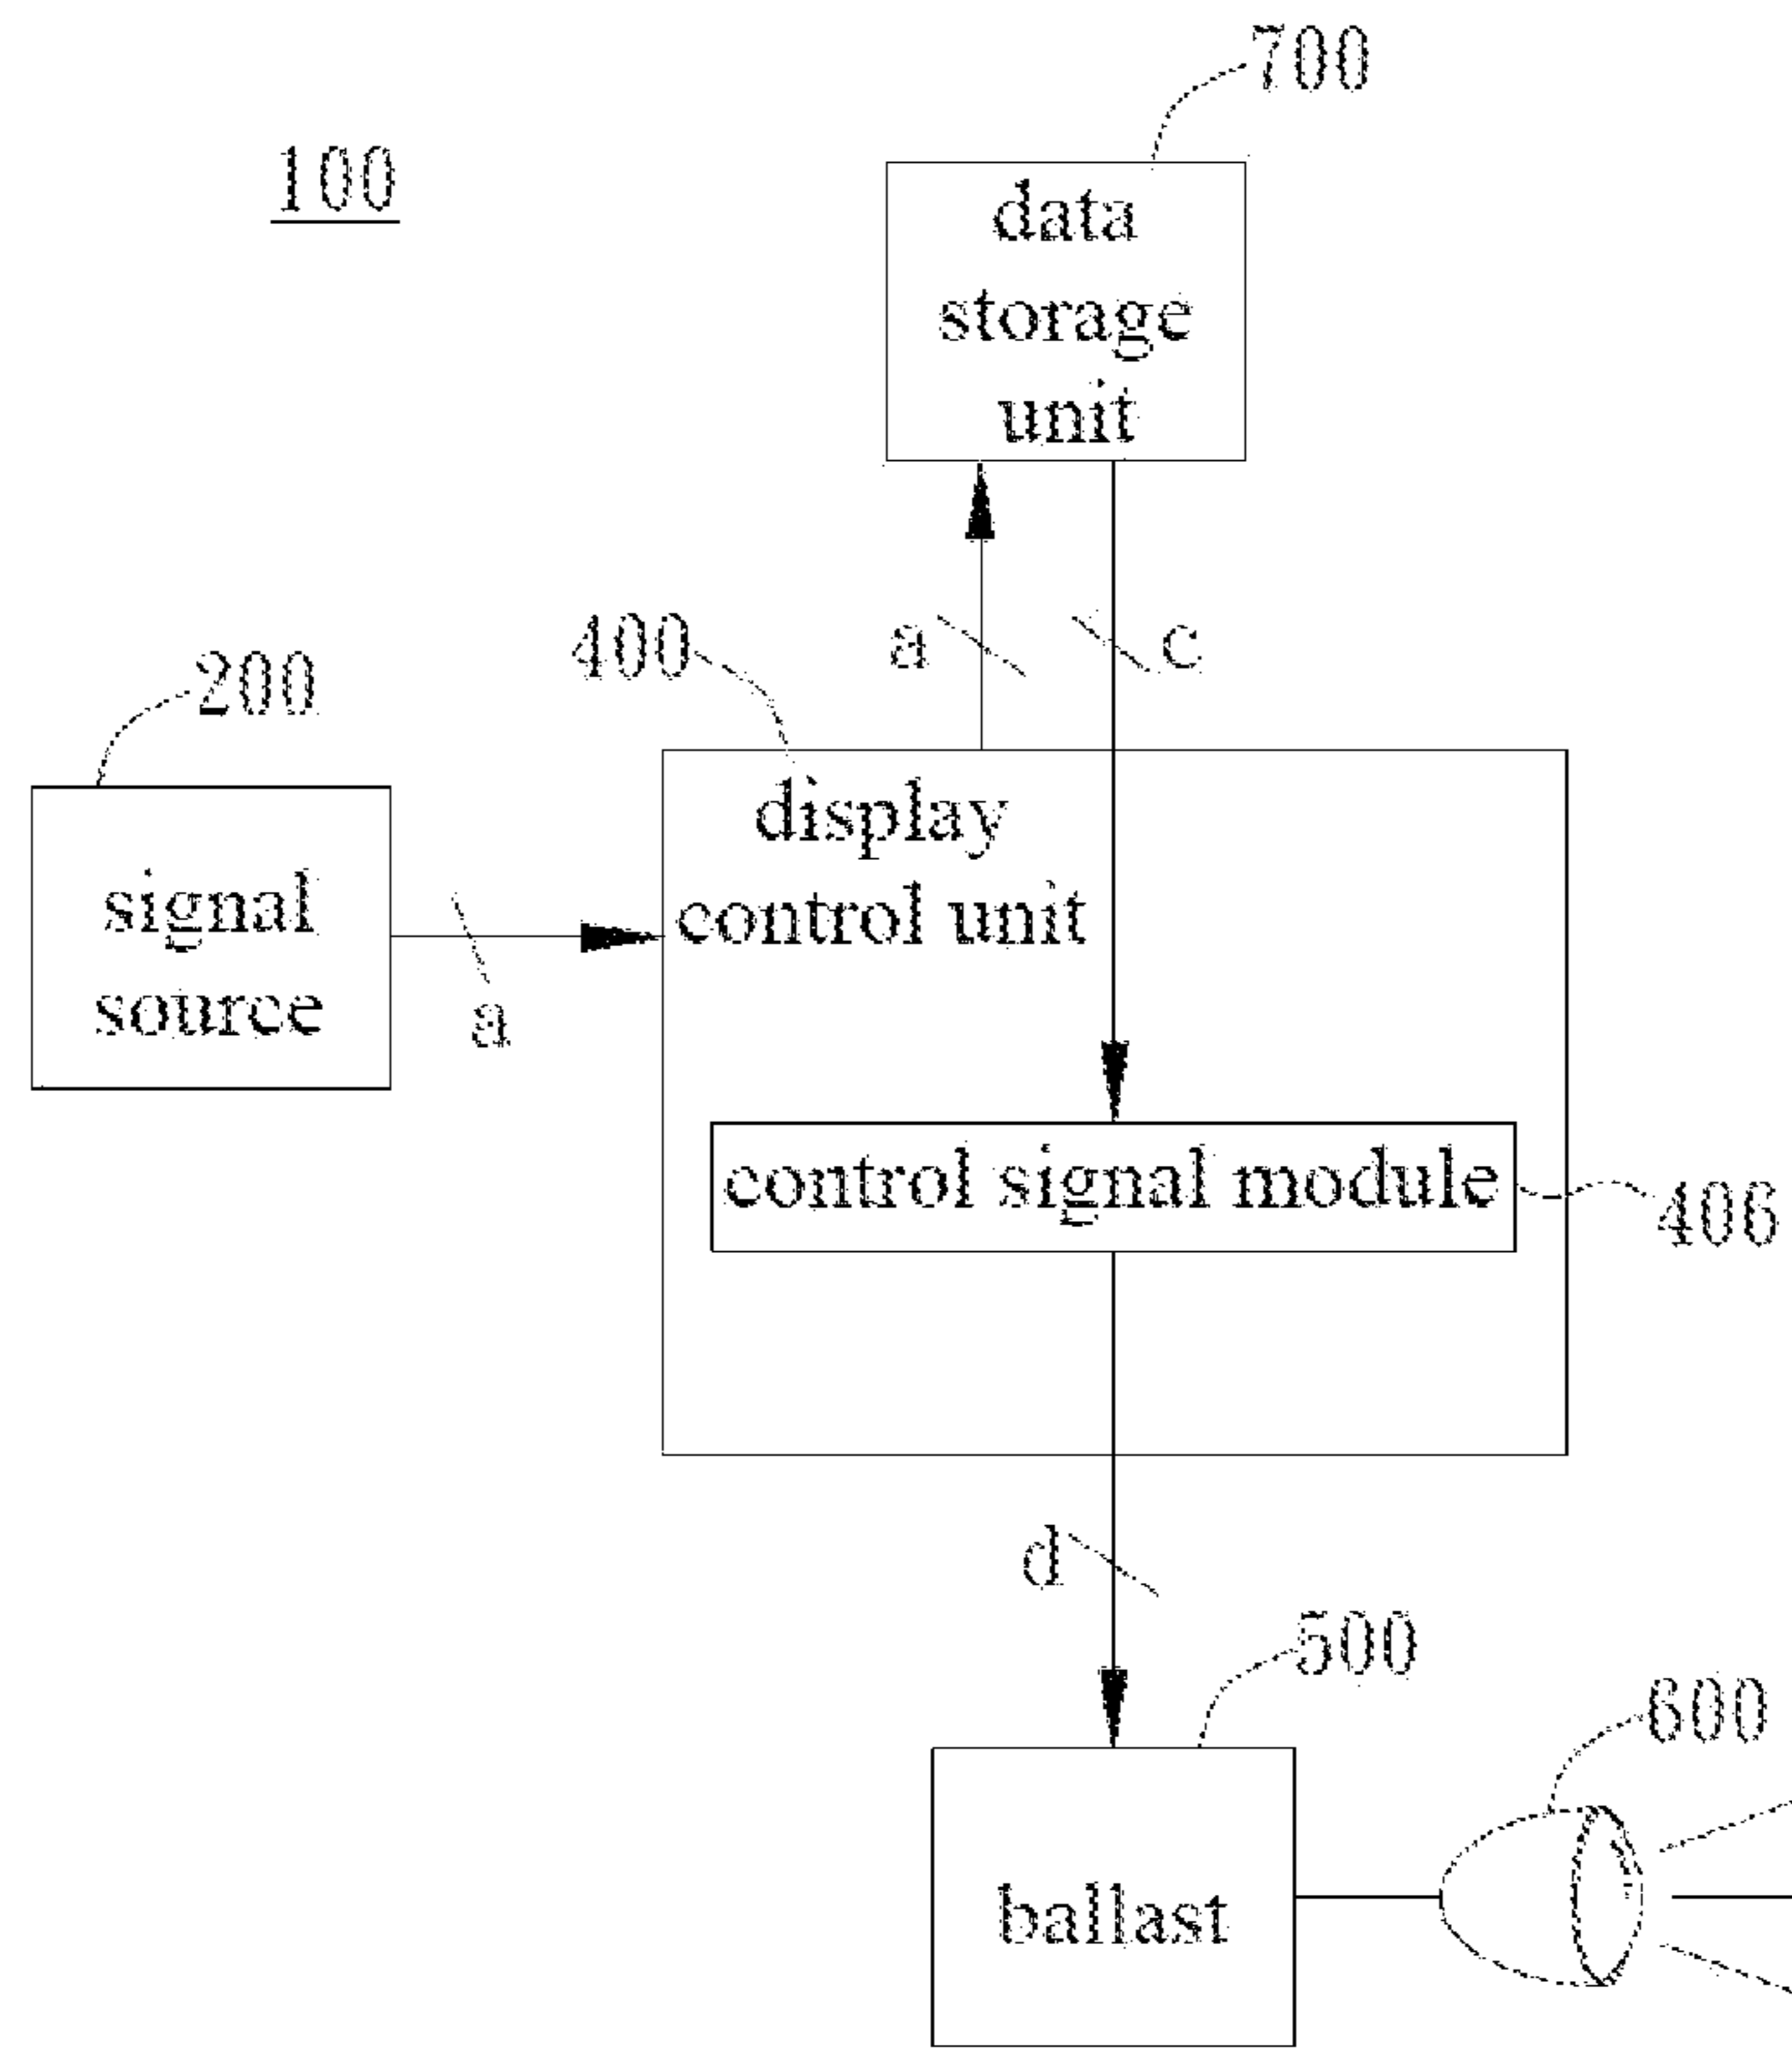 700
100
data
storage
unit
400
a
c
200
display
control unit
signal
source
a
control signal module
406
d
500
600
ballast